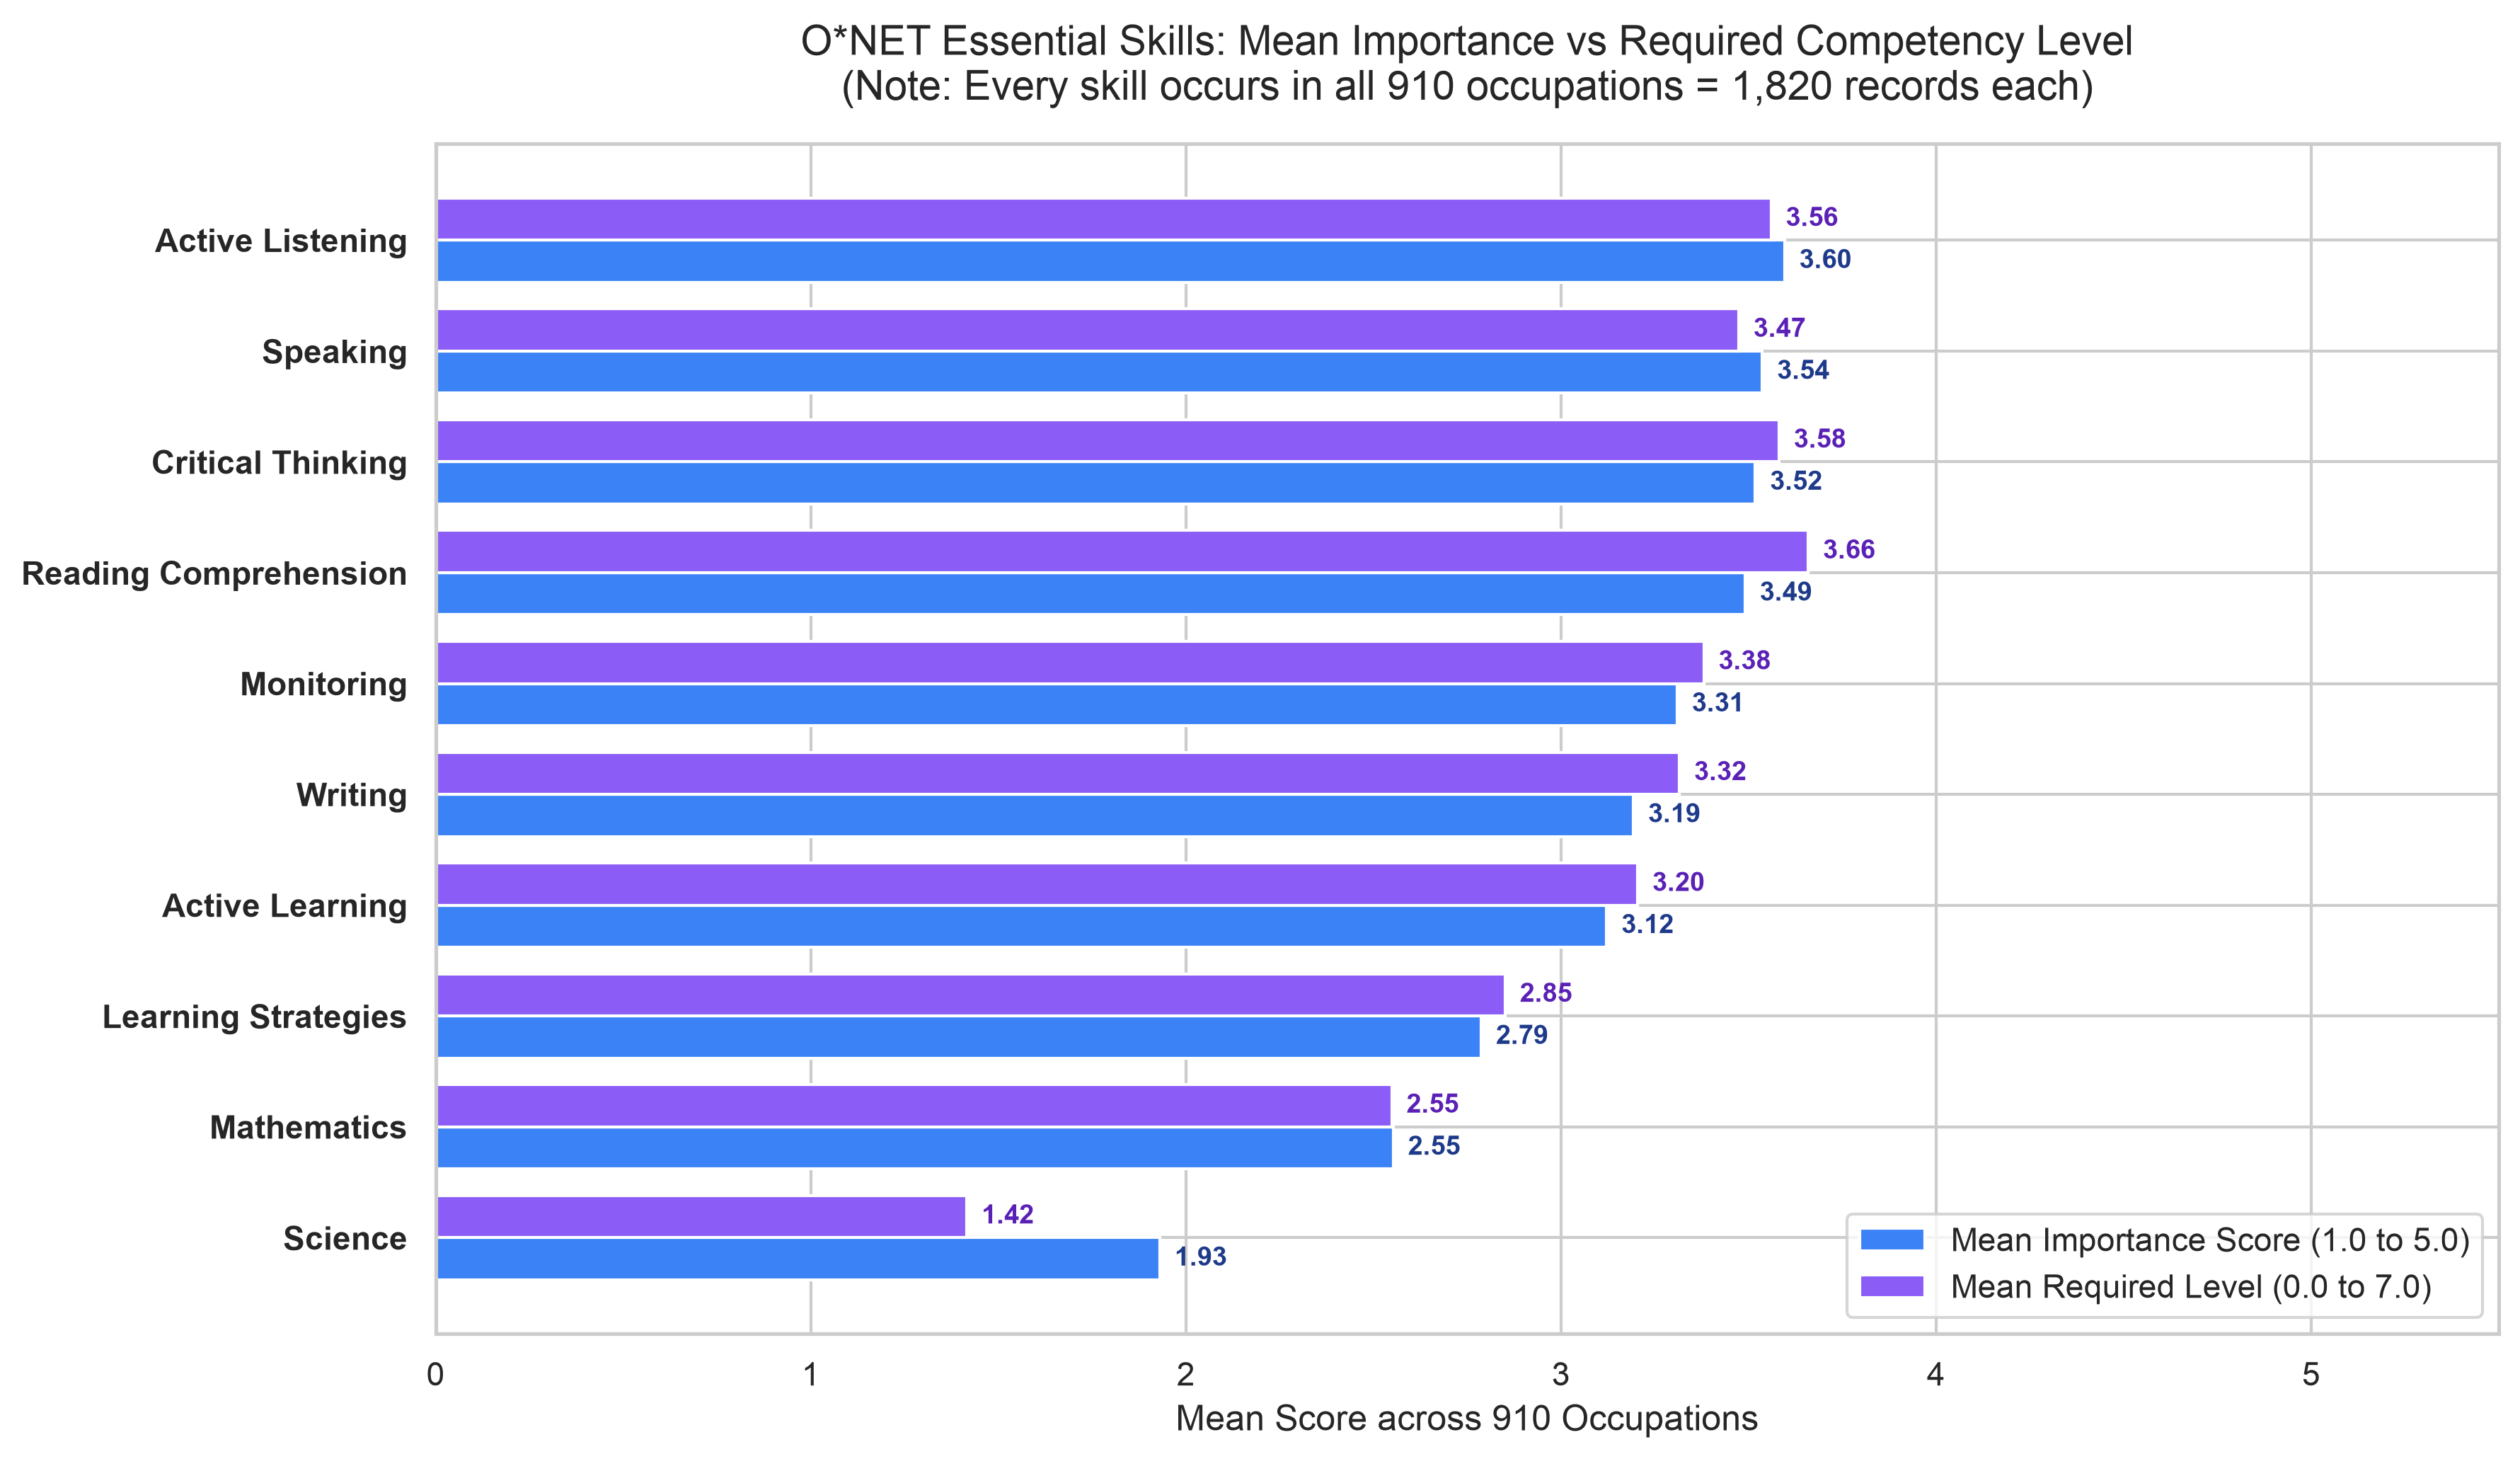 O*NET Essential Skills: Mean Importance vs Required Competency Level
(Note: Every skill occurs in all 910 occupations = 1,820 records each)
Active Listening
3.56
3.60
Speaking
3.47
3.54
Critical Thinking
3.58
3.52
Reading Comprehension
3.66
3.49
Monitoring
3.38
3.31
Writing
3.32
3.19
Active Learning
3.20
3.12
Learning Strategies
2.85
2.79
Mathematics
2.55
2.55
Science
1.42
1.93
Mean Importance Score (1.0 to 5.0)
Mean Required Level (0.0 to 7.0)
0 1 2 3 4 5
Mean Score across 910 Occupations